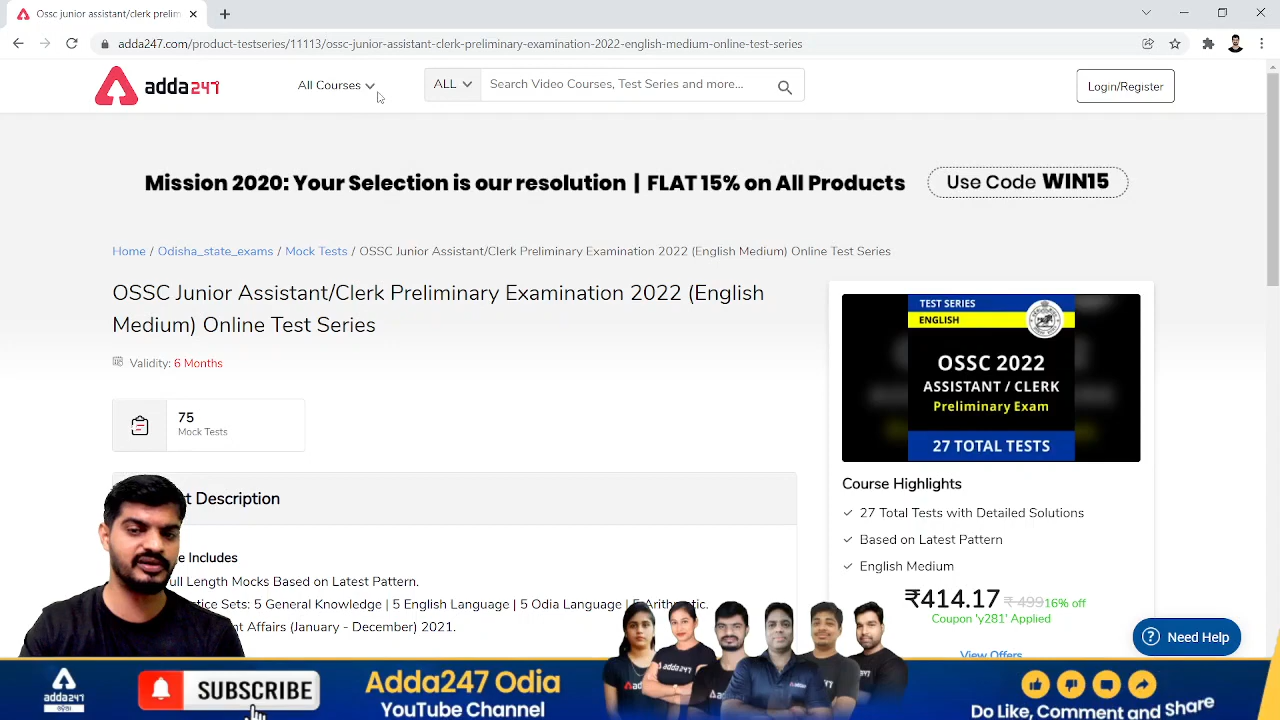 Ossc junior assistant/clerk prelim
adda247.com/product-testseries/11113/ossc-junior-assistant-clerk-preliminary-examination-2022-english-medium-online-test-series
adda247
All Courses
ALL
Search Video Courses, Test Series and more...
Login/Register
Mission 2020: Your Selection is our resolution | FLAT 15% on All Products
Use Code WIN15
Home / Odisha_state_exams / Mock Tests / OSSC Junior Assistant/Clerk Preliminary Examination 2022 (English Medium) Online Test Series
OSSC Junior Assistant/Clerk Preliminary Examination 2022 (English
Medium) Online Test Series
Validity: 6 Months
75
Mock Tests
t Description
e Includes
ull Length Mocks Based on Latest Pattern.
tice Sets: 5 General Knowledge | 5 English Language | 5 Odia Language | 5 Arithmetic.
nt Affairs (January - December) 2021.
TEST SERIES
ENGLISH
OSSC 2022
ASSISTANT / CLERK
Preliminary Exam
27 TOTAL TESTS
Course Highlights
27 Total Tests with Detailed Solutions
Based on Latest Pattern
English Medium
₹414.17 ₹ 499 16% off
Coupon 'y281' Applied
View Offers
Need Help
adda247
ଓଡ଼ିଆ
SUBSCRIBE
Adda247 Odia
YouTube Channel
Do Like, Comment and Share